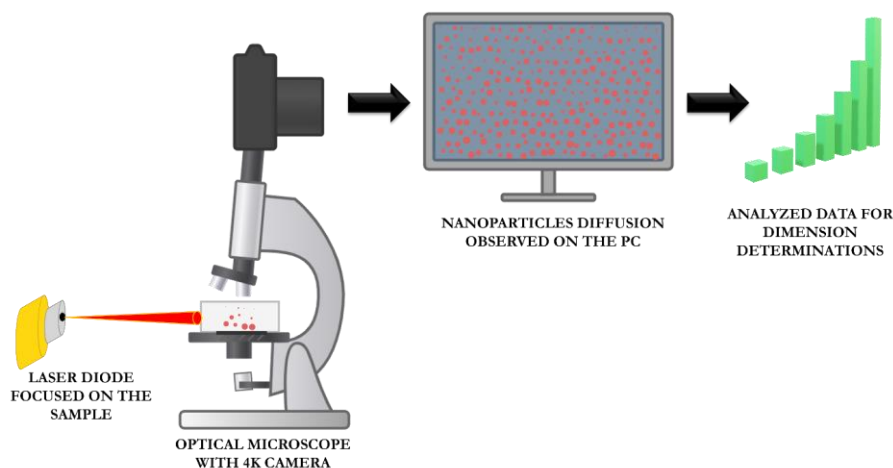 LASER DIODE
FOCUSED ON THE
SAMPLE
OPTICAL MICROSCOPE
WITH 4K CAMERA
NANOPARTICLES DIFFUSION
OBSERVED ON THE PC
ANALYZED DATA FOR
DIMENSION
DETERMINATIONS